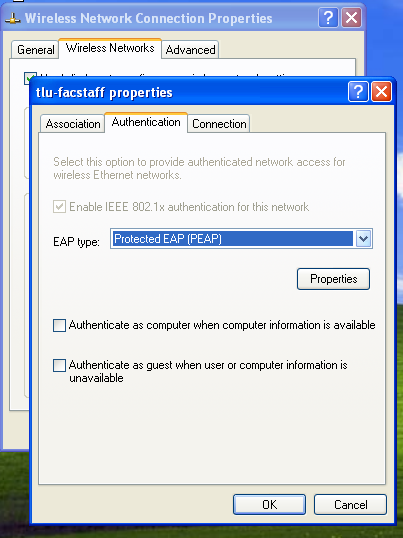 Wireless Network Connection Properties
General Wireless Networks Advanced
tlu-facstaff properties
Association Authentication Connection
Select this option to provide authenticated network access for
wireless Ethernet networks.
Enable IEEE 802.1x authentication for this network
EAP type: Protected EAP (PEAP)
Properties
Authenticate as computer when computer information is available
Authenticate as guest when user or computer information is
unavailable
OK Cancel